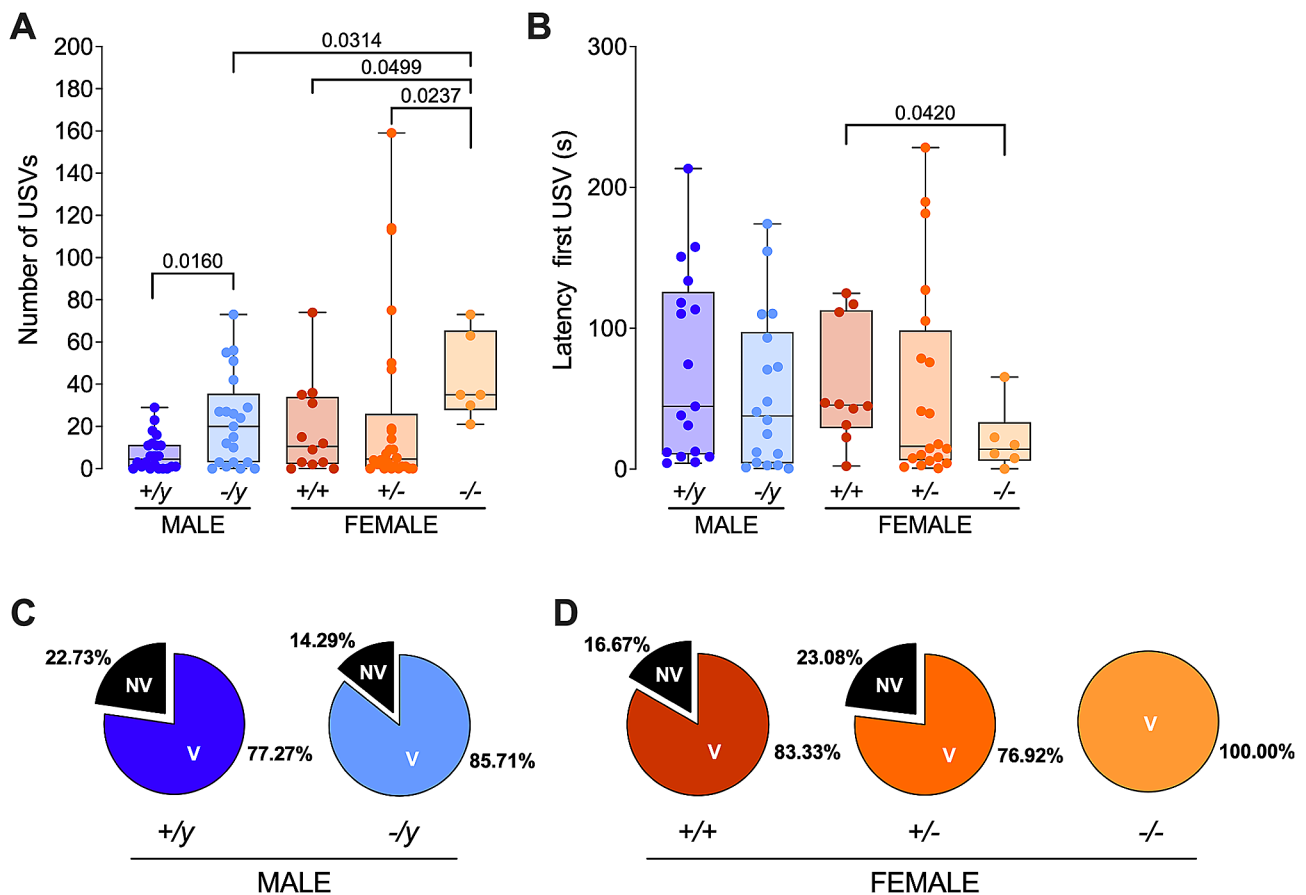 A
Number of USVs
200
180
160
140
120
100
80
60
40
20
0
0.0314
0.0499
0.0237
0.0160
+/y -/y +/+ +/- -/-
MALE FEMALE
B
Latency first USV (s)
300
200
100
0
0.0420
+/y -/y +/+ +/- -/-
MALE FEMALE
C
22.73%
NV
V
77.27%
14.29%
NV
V
85.71%
+/y -/y
MALE
D
16.67%
NV
V
83.33%
23.08%
NV
V
76.92%
V
100.00%
+/+ +/- -/-
FEMALE